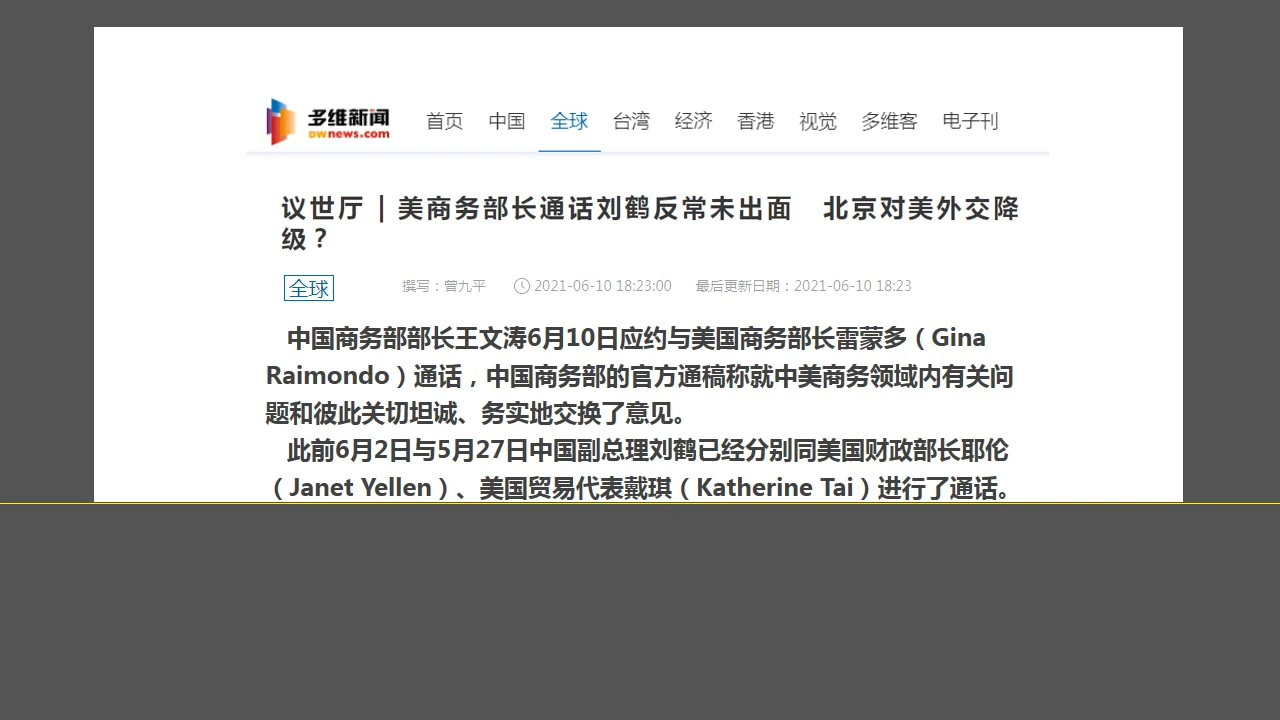 多维新闻
DWnews.com
首页 中国 全球 台湾 经济 香港 视觉 多维客 电子刊
议世厅｜美商务部长通话刘鹤反常未出面　北京对美外交降
级？
全球 撰写：曾九平 2021-06-10 18:23:00 最后更新日期：2021-06-10 18:23
中国商务部部长王文涛6月10日应约与美国商务部长雷蒙多（Gina
Raimondo）通话，中国商务部的官方通稿称就中美商务领域内有关问
题和彼此关切坦诚、务实地交换了意见。
此前6月2日与5月27日中国副总理刘鹤已经分别同美国财政部长耶伦
（Janet Yellen）、美国贸易代表戴琪（Katherine Tai）进行了通话。